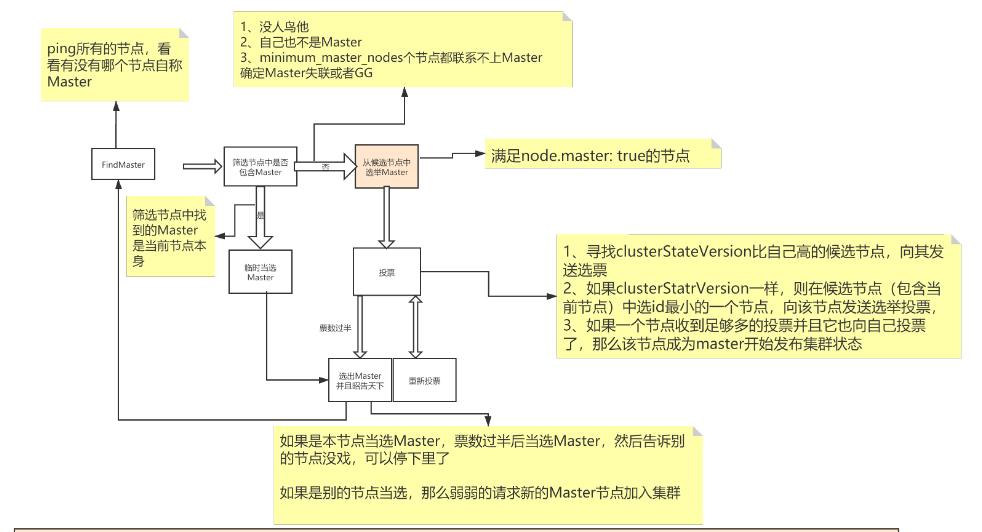 ping所有的节点，看
看有没有哪个节点自称
Master
1、没人鸟他
2、自己也不是Master
3、minimum_master_nodes个节点都联系不上Master
确定Master失联或者GG
FindMaster
筛选节点中是否
包含Master
否
从候选节点中
选举Master
满足node.master: true的节点
筛选节点中找
到的Master
是当前节点本
身
是
临时当选
Master
投票
1、寻找clusterStateVersion比自己高的候选节点，向其发
送选票
2、如果clusterStatrVersion一样，则在候选节点（包含当
前节点）中选id最小的一个节点，向该节点发送选举投票，
3、如果一个节点收到足够多的投票并且它也向自己投票
了，那么该节点成为master开始发布集群状态
票数过半
选出Master
并且昭告天下
重新投票
如果是本节点当选Master，票数过半后当选Master，然后告诉别
的节点没戏，可以停下里了
如果是别的节点当选，那么弱弱的请求新的Master节点加入集群